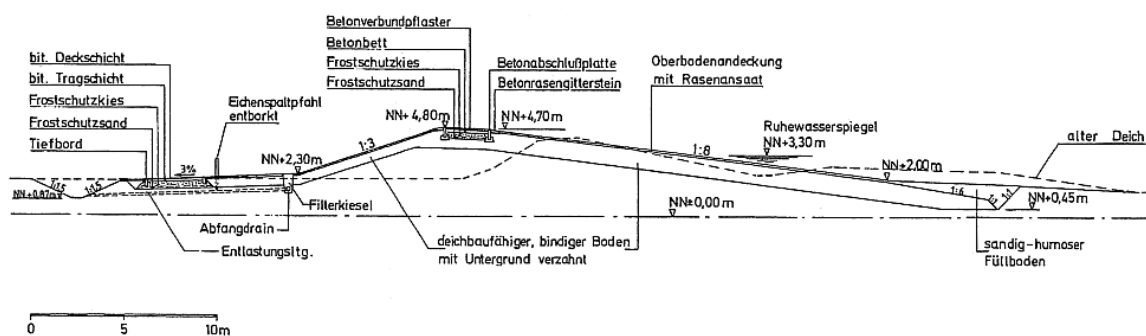 Betonverbundpflaster
Betonbett
Frostschutzkies
Frostschutzsand
Betonabschlußplatte
Betonrasengitterstein
Oberbodenandeckung
mit Rasenansaat
bit. Deckschicht
bit. Tragschicht
Frostschutzkies
Frostschutzsand
Tiefbord
Eichenspaltpfahl
entborkt
NN+ 4,80m
NN+ 4,70m
Ruhewasserspiegel
NN+3,30m
alter Deich
3%
NN+2,30m
1:3
1:8
NN+2,00m
1:1,5
1:1,5
NN+0,87m
1:6
1:1
NN+0,45m
Filterkiesel
Abfangdrain
Entlastungsltg.
NN±0,00m
deichbaufähiger, bindiger Boden
mit Untergrund verzahnt
sandig-humoser
Füllboden
0 5 10m